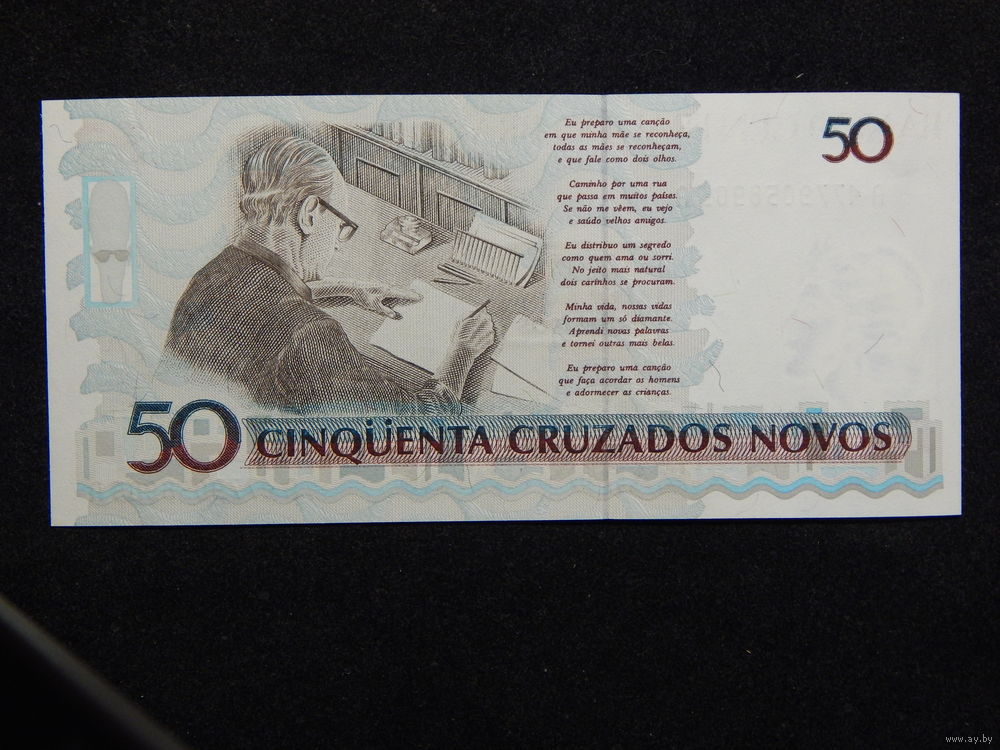 Eu preparo uma canção
em que minha mãe se reconheça,
todas as mães se reconheçam,
e que fale como dois olhos.
Caminho por uma rua
que passa em muitos países.
Se não me vêem, eu vejo
e saúdo velhos amigos.
Eu distribuo um segredo
como quem ama ou sorri.
No jeito mais natural
dois carinhos se procuram.
Minha vida, nossas vidas
formam um só diamante.
Aprendi novas palavras
e tornei outras mais belas.
Eu preparo uma canção
que faça acordar os homens
e adormecer as crianças.
50
50 CINQÜENTA CRUZADOS NOVOS
www.ay.by